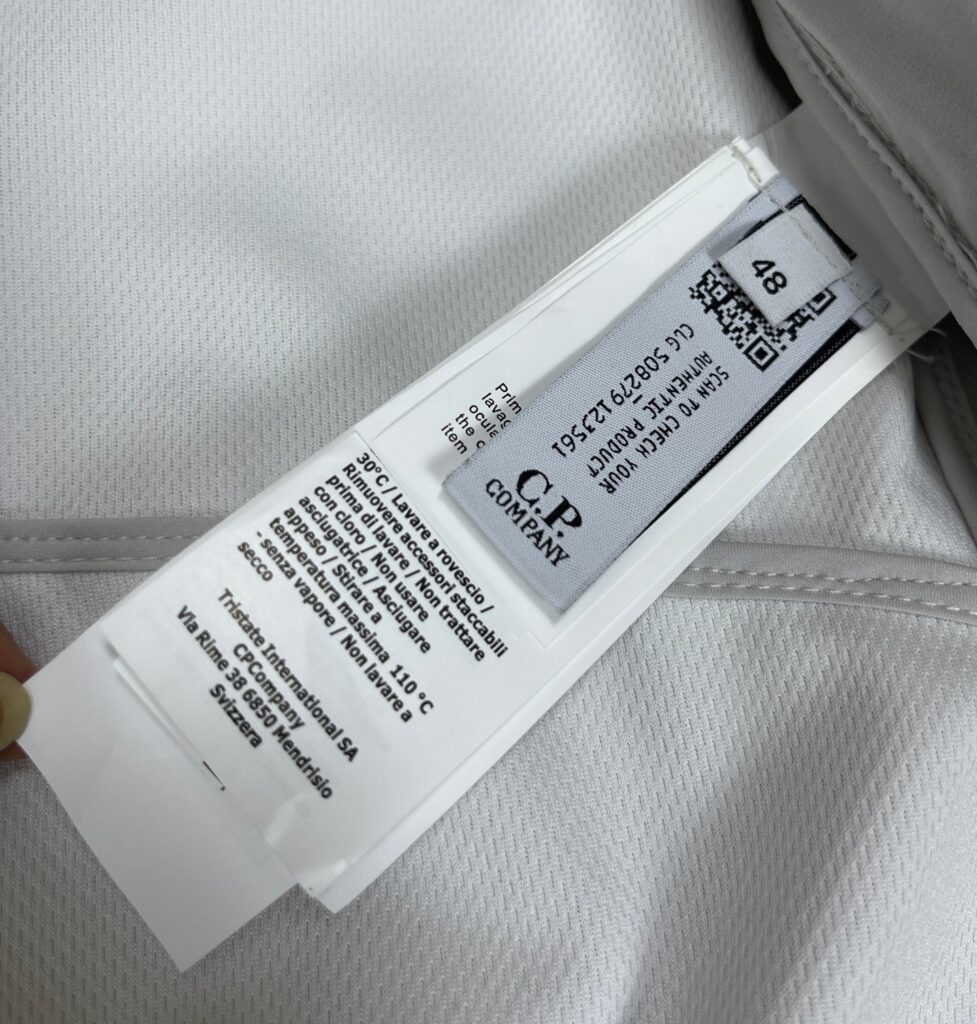 48
CLG 508279 123561
SCAN TO CHECK YOUR
AUTHENTIC PRODUCT
C.P.
COMPANY
the
item
30°C / Lavare a rovescio /
Rimuovere accessori staccabili
prima di lavare / Non trattare
con cloro / Non usare
asciugatrice / Asciugare
appeso / Stirare a
temperatura massima 110 °C
- Senza vapore / Non lavare a
secco
Tristate International SA
CPCompany
Via Rime 38 6850 Mendrisio
Svizzera